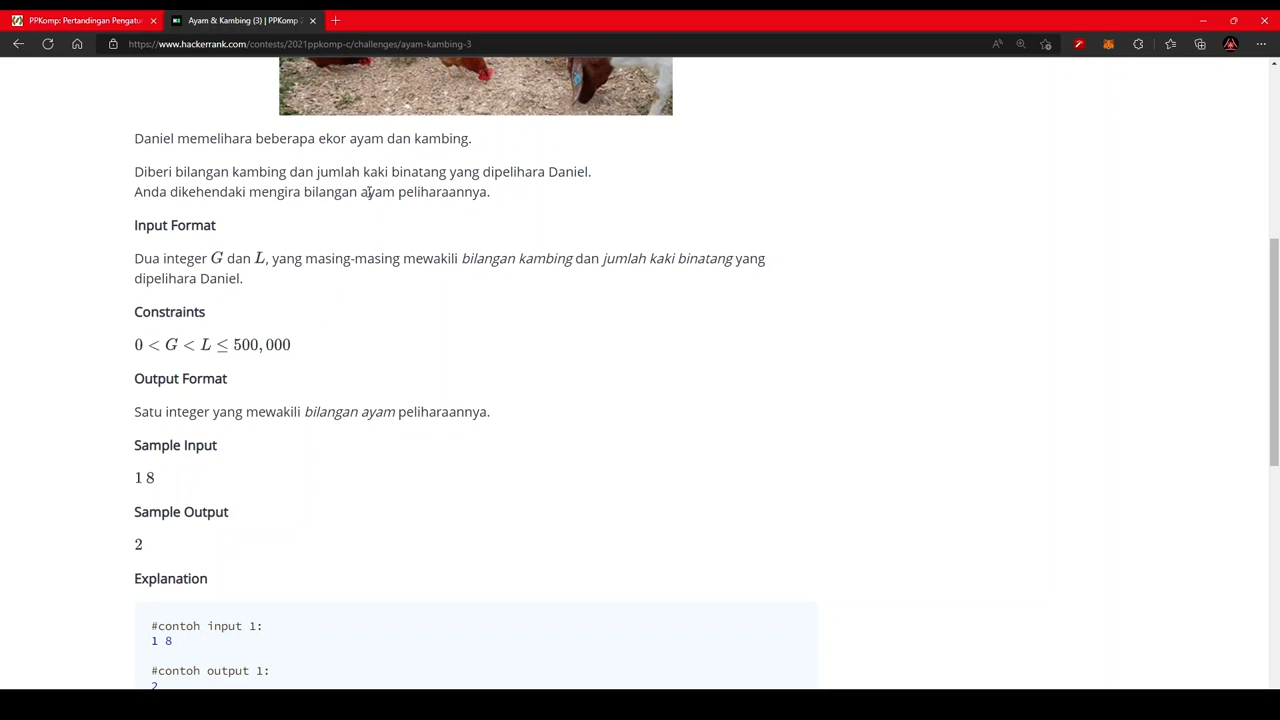 PPKomp: Pertandingan Pengatu
Ayam & Kambing (3) | PPKomp
https://www.hackerrank.com/contests/2021ppkomp-c/challenges/ayam-kambing-3
Daniel memelihara beberapa ekor ayam dan kambing.
Diberi bilangan kambing dan jumlah kaki binatang yang dipelihara Daniel.
Anda dikehendaki mengira bilangan ayam peliharaannya.
Input Format
Dua integer G dan L, yang masing-masing mewakili bilangan kambing dan jumlah kaki binatang yang
dipelihara Daniel.
Constraints
0 < G < L ≤ 500,000
Output Format
Satu integer yang mewakili bilangan ayam peliharaannya.
Sample Input
1 8
Sample Output
2
Explanation
#contoh input 1:
1 8
#contoh output 1:
2